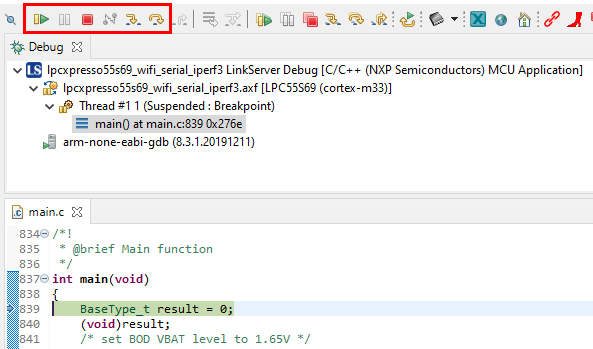 Debug
LS
lpcxpresso55s69_wifi_serial_iperf3 LinkServer Debug [C/C++ (NXP Semiconductors) MCU Application]
lpcxpresso55s69_wifi_serial_iperf3.axf [LPC55S69 (cortex-m33)]
Thread #1 1 (Suspended : Breakpoint)
main() at main.c:839 0x276e
arm-none-eabi-gdb (8.3.1.20191211)
.c main.c
834 /*!
835 * @brief Main function
836 */
837 int main(void)
838 {
839 BaseType_t result = 0;
840 (void)result;
841 /* set BOD VBAT level to 1.65V */